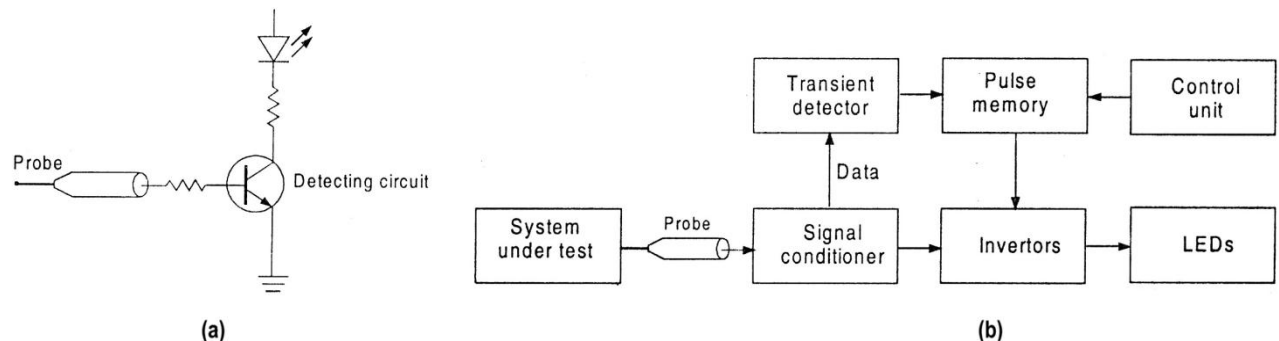 Probe
Detecting circuit
(a)
Transient
detector
Pulse
memory
Control
unit
Data
System
under test
Probe
Signal
conditioner
Invertors
LEDs
(b)